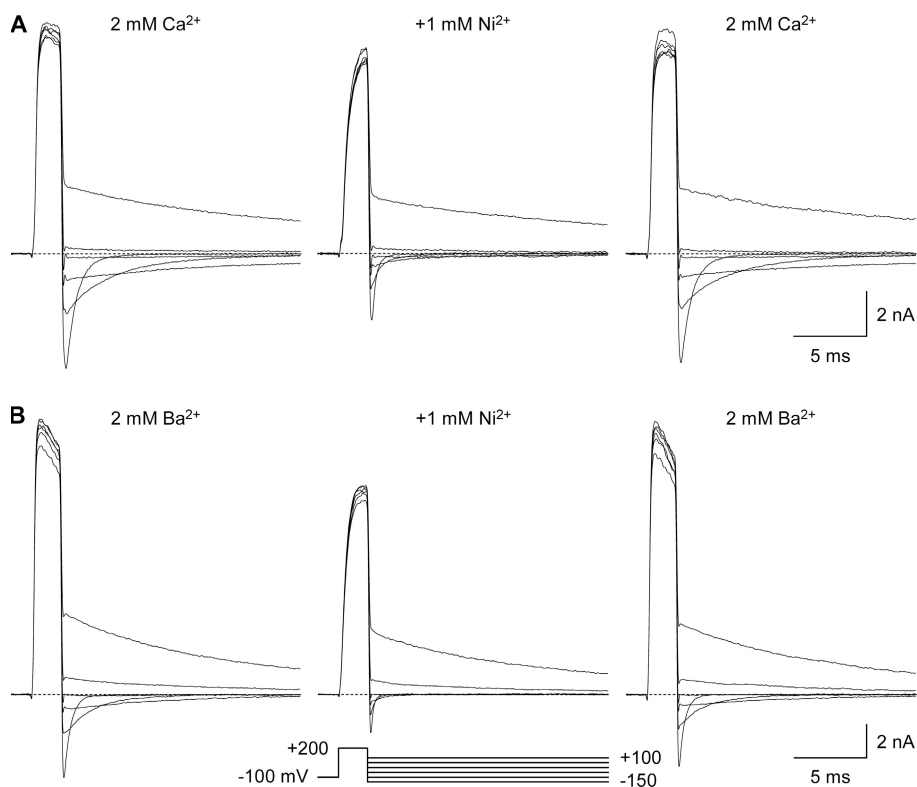 A
2 mM Ca²⁺
+1 mM Ni²⁺
2 mM Ca²⁺
2 nA
5 ms
B
2 mM Ba²⁺
+1 mM Ni²⁺
2 mM Ba²⁺
2 nA
5 ms
+200
+100
-100 mV
-150